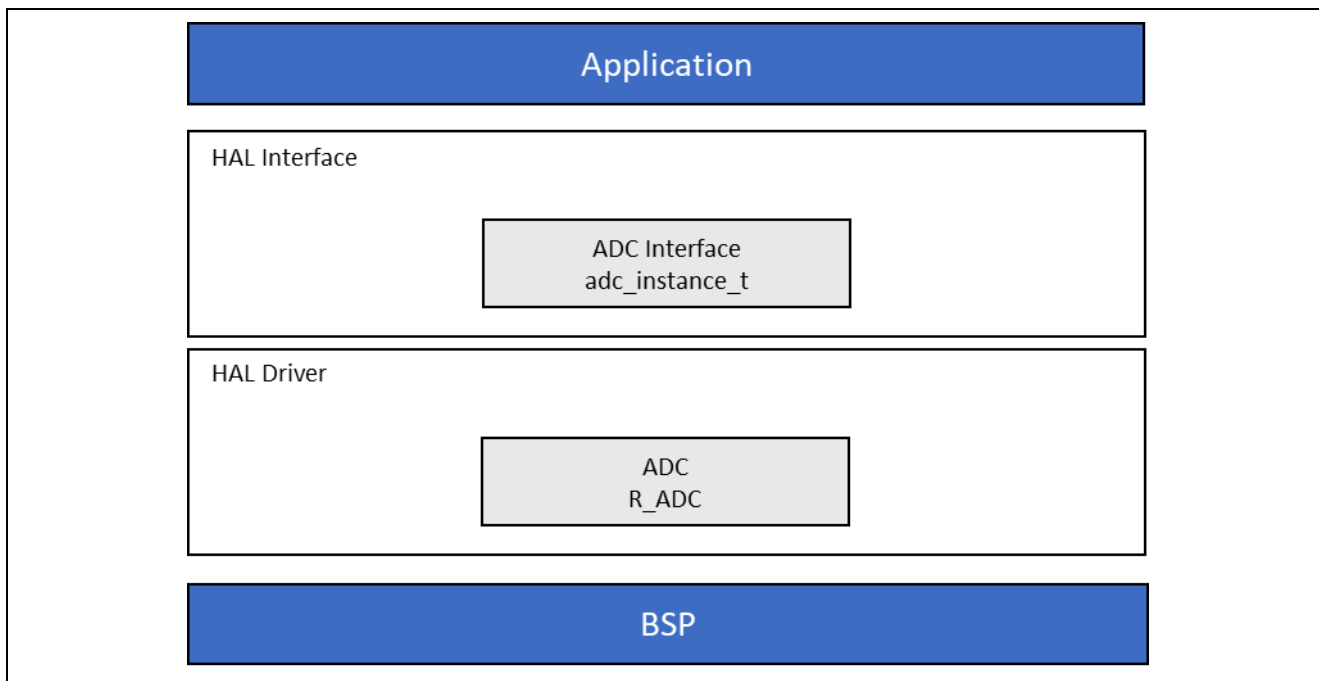 Application
HAL Interface
ADC Interface
adc_instance_t
HAL Driver
ADC
R_ADC
BSP